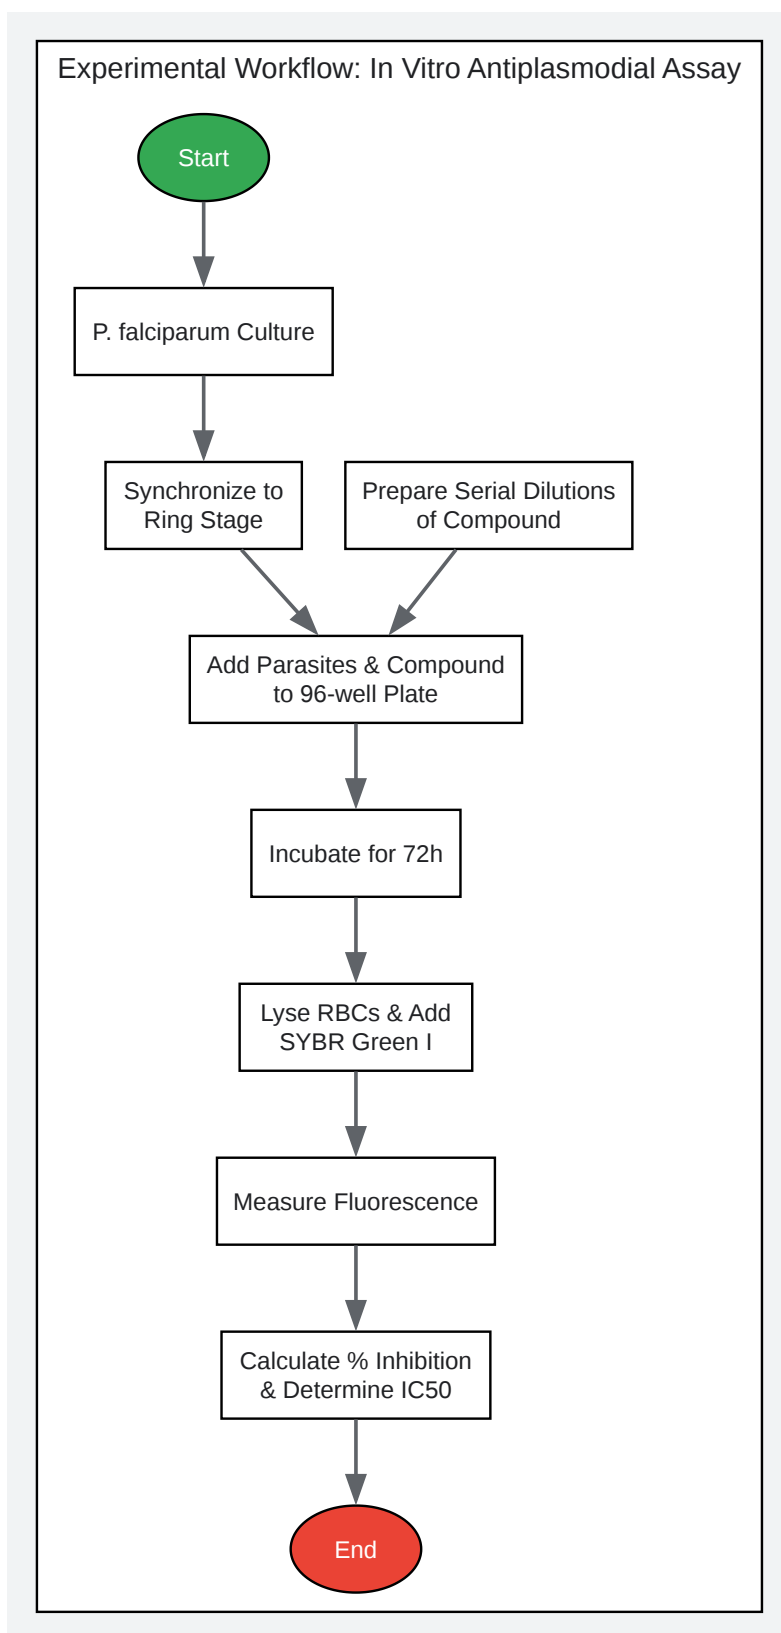 Experimental Workflow: In Vitro Antiplasmodial Assay
Start
P. falciparum Culture
Synchronize to
Ring Stage
Prepare Serial Dilutions
of Compound
Add Parasites & Compound
to 96-well Plate
Incubate for 72h
Lyse RBCs & Add
SYBR Green I
Measure Fluorescence
Calculate % Inhibition
& Determine IC50
End